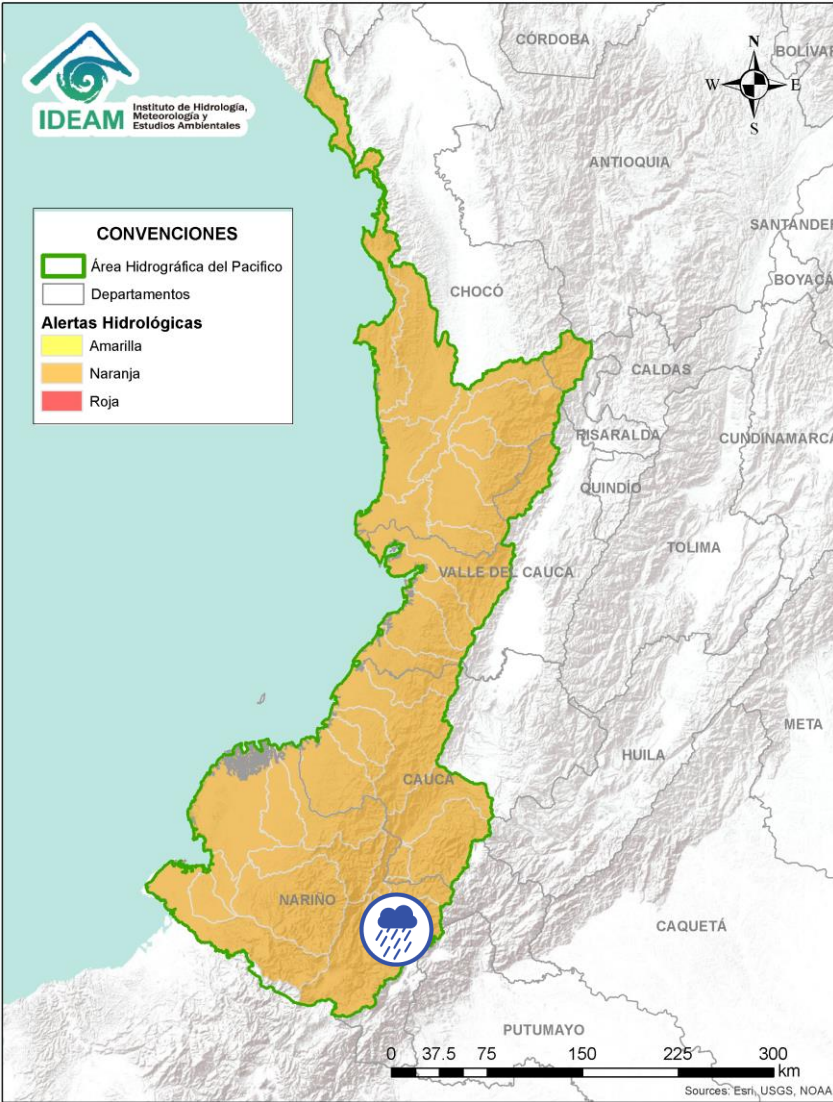 IDEAM
Instituto de Hidrología,
Meteorología y
Estudios Ambientales
N
W
E
S
CÓRDOBA
BOLÍVAR
ANTIOQUIA
SANTANDER
BOYACÁ
CHOCÓ
CONVENCIONES
Área Hidrográfica del Pacifico
Departamentos
Alertas Hidrológicas
Amarilla
Naranja
Roja
CALDAS
RISARALDA
CUNDINAMARCA
QUINDÍO
TOLIMA
VALLE DEL CAUCA
META
HUILA
CAUCA
NARIÑO
CAQUETÁ
PUTUMAYO
0 37.5 75 150 225 300
km
Sources: Esri, USGS, NOAA